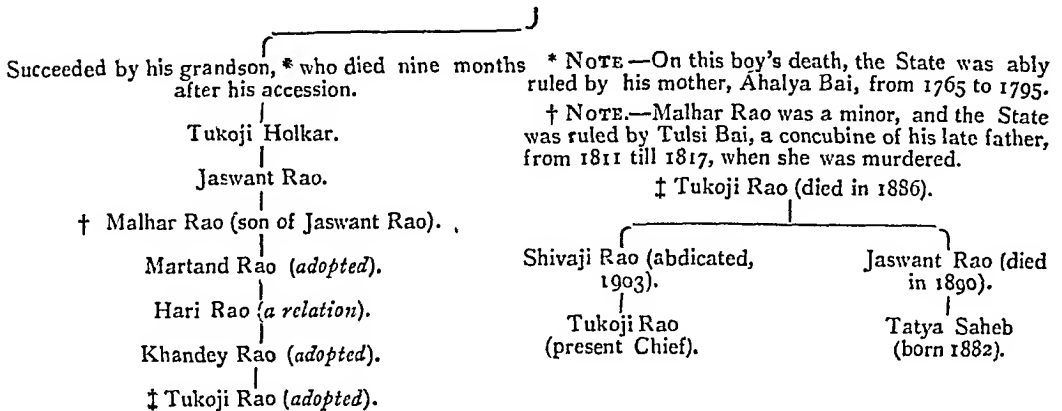 Succeeded by his grandson, * who died nine months
after his accession.
Tukoji Holkar.
Jaswant Rao.
† Malhar Rao (son of Jaswant Rao).
Martand Rao (adopted).
Hari Rao (a relation).
Khandey Rao (adopted).
‡ Tukoji Rao (adopted).
* NOTE—On this boy's death, the State was ably
ruled by his mother, Ahalya Bai, from 1765 to 1795.
† NOTE.—Malhar Rao was a minor, and the State
was ruled by Tulsi Bai, a concubine of his late father,
from 1811 till 1817, when she was murdered.
‡ Tukoji Rao (died in 1886).
Shivaji Rao (abdicated,
1903).
Tukoji Rao
(present Chief).
Jaswant Rao (died
in 1890).
Tatya Saheb
(born 1882).